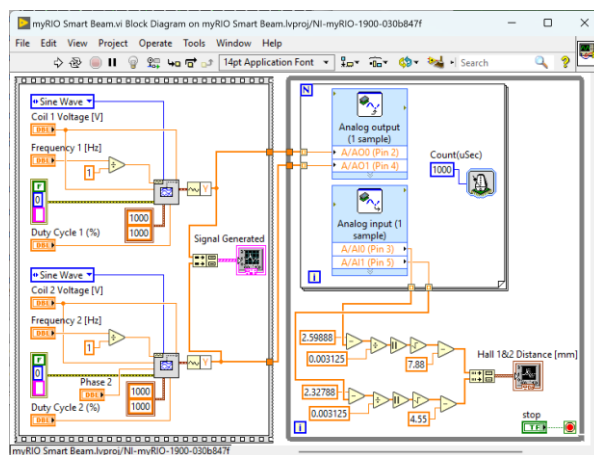 myRIO Smart Beam.vi Block Diagram on myRIO Smart Beam.lvproj/NI-myRIO-1900-030b847f
File Edit View Project Operate Tools Window Help
14pt Application Font Search
Sine Wave
Coil 1 Voltage [V]
DBL
Frequency 1 [Hz]
DBL
1
0
1000
1000
Duty Cycle 1 (%)
DBL
Y
Signal Generated
Sine Wave
Coil 2 Voltage [V]
DBL
Frequency 2 [Hz]
DBL
1
0
Phase 2
DBL
1000
1000
Duty Cycle 2 (%)
DBL
Y
N
Analog output
(1 sample)
A/AO0 (Pin 2)
A/AO1 (Pin 4)
Count(uSec)
1000
Analog input (1
sample)
A/AI0 (Pin 3)
A/AI1 (Pin 5)
i
2.59888
0.003125
7.88
Hall 1&2 Distance [mm]
2.32788
0.003125
4.55
stop
TF
i
myRIO Smart Beam.lvproj/NI-myRIO-1900-030b847f